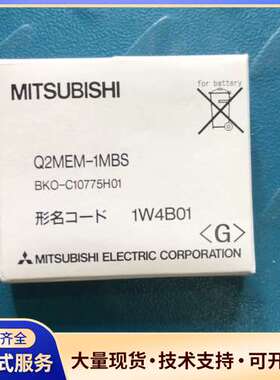 for battery
MITSUBISHI
Q2MEM-1MBS
BKO-C10775H01
形名コード 1W4B01
<G>
MITSUBISHI ELECTRIC CORPORATION
齐全
式服务
大量现货·技术支持·可开